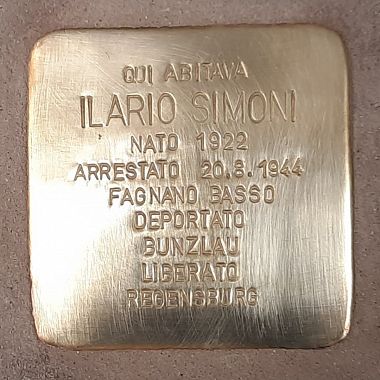 QUI ABITAVA
ILARIO SIMONI
NATO 1922
ARRESTATO 20.8.1944
FAGNANO BASSO
DEPORTATO
BUNZLAU
LIBERATO
REGENSBURG